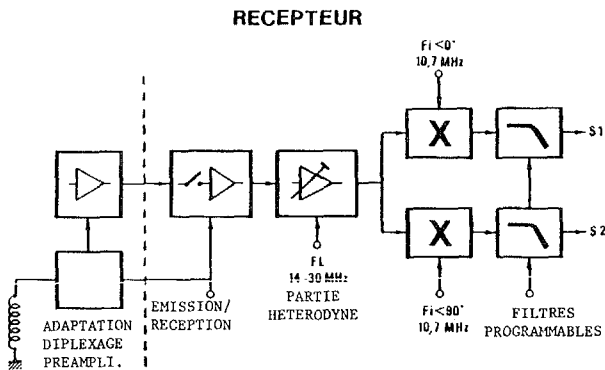 RECEPTEUR
Fi<0°
10,7 MHz
X
S1
X
S2
FL
14-30 MHz
PARTIE
HETERODYNE
EMISSION/
RECEPTION
ADAPTATION
DIPLEXAGE
PREAMPLI.
Fi<90°
10,7 MHz
FILTRES
PROGRAMMABLES